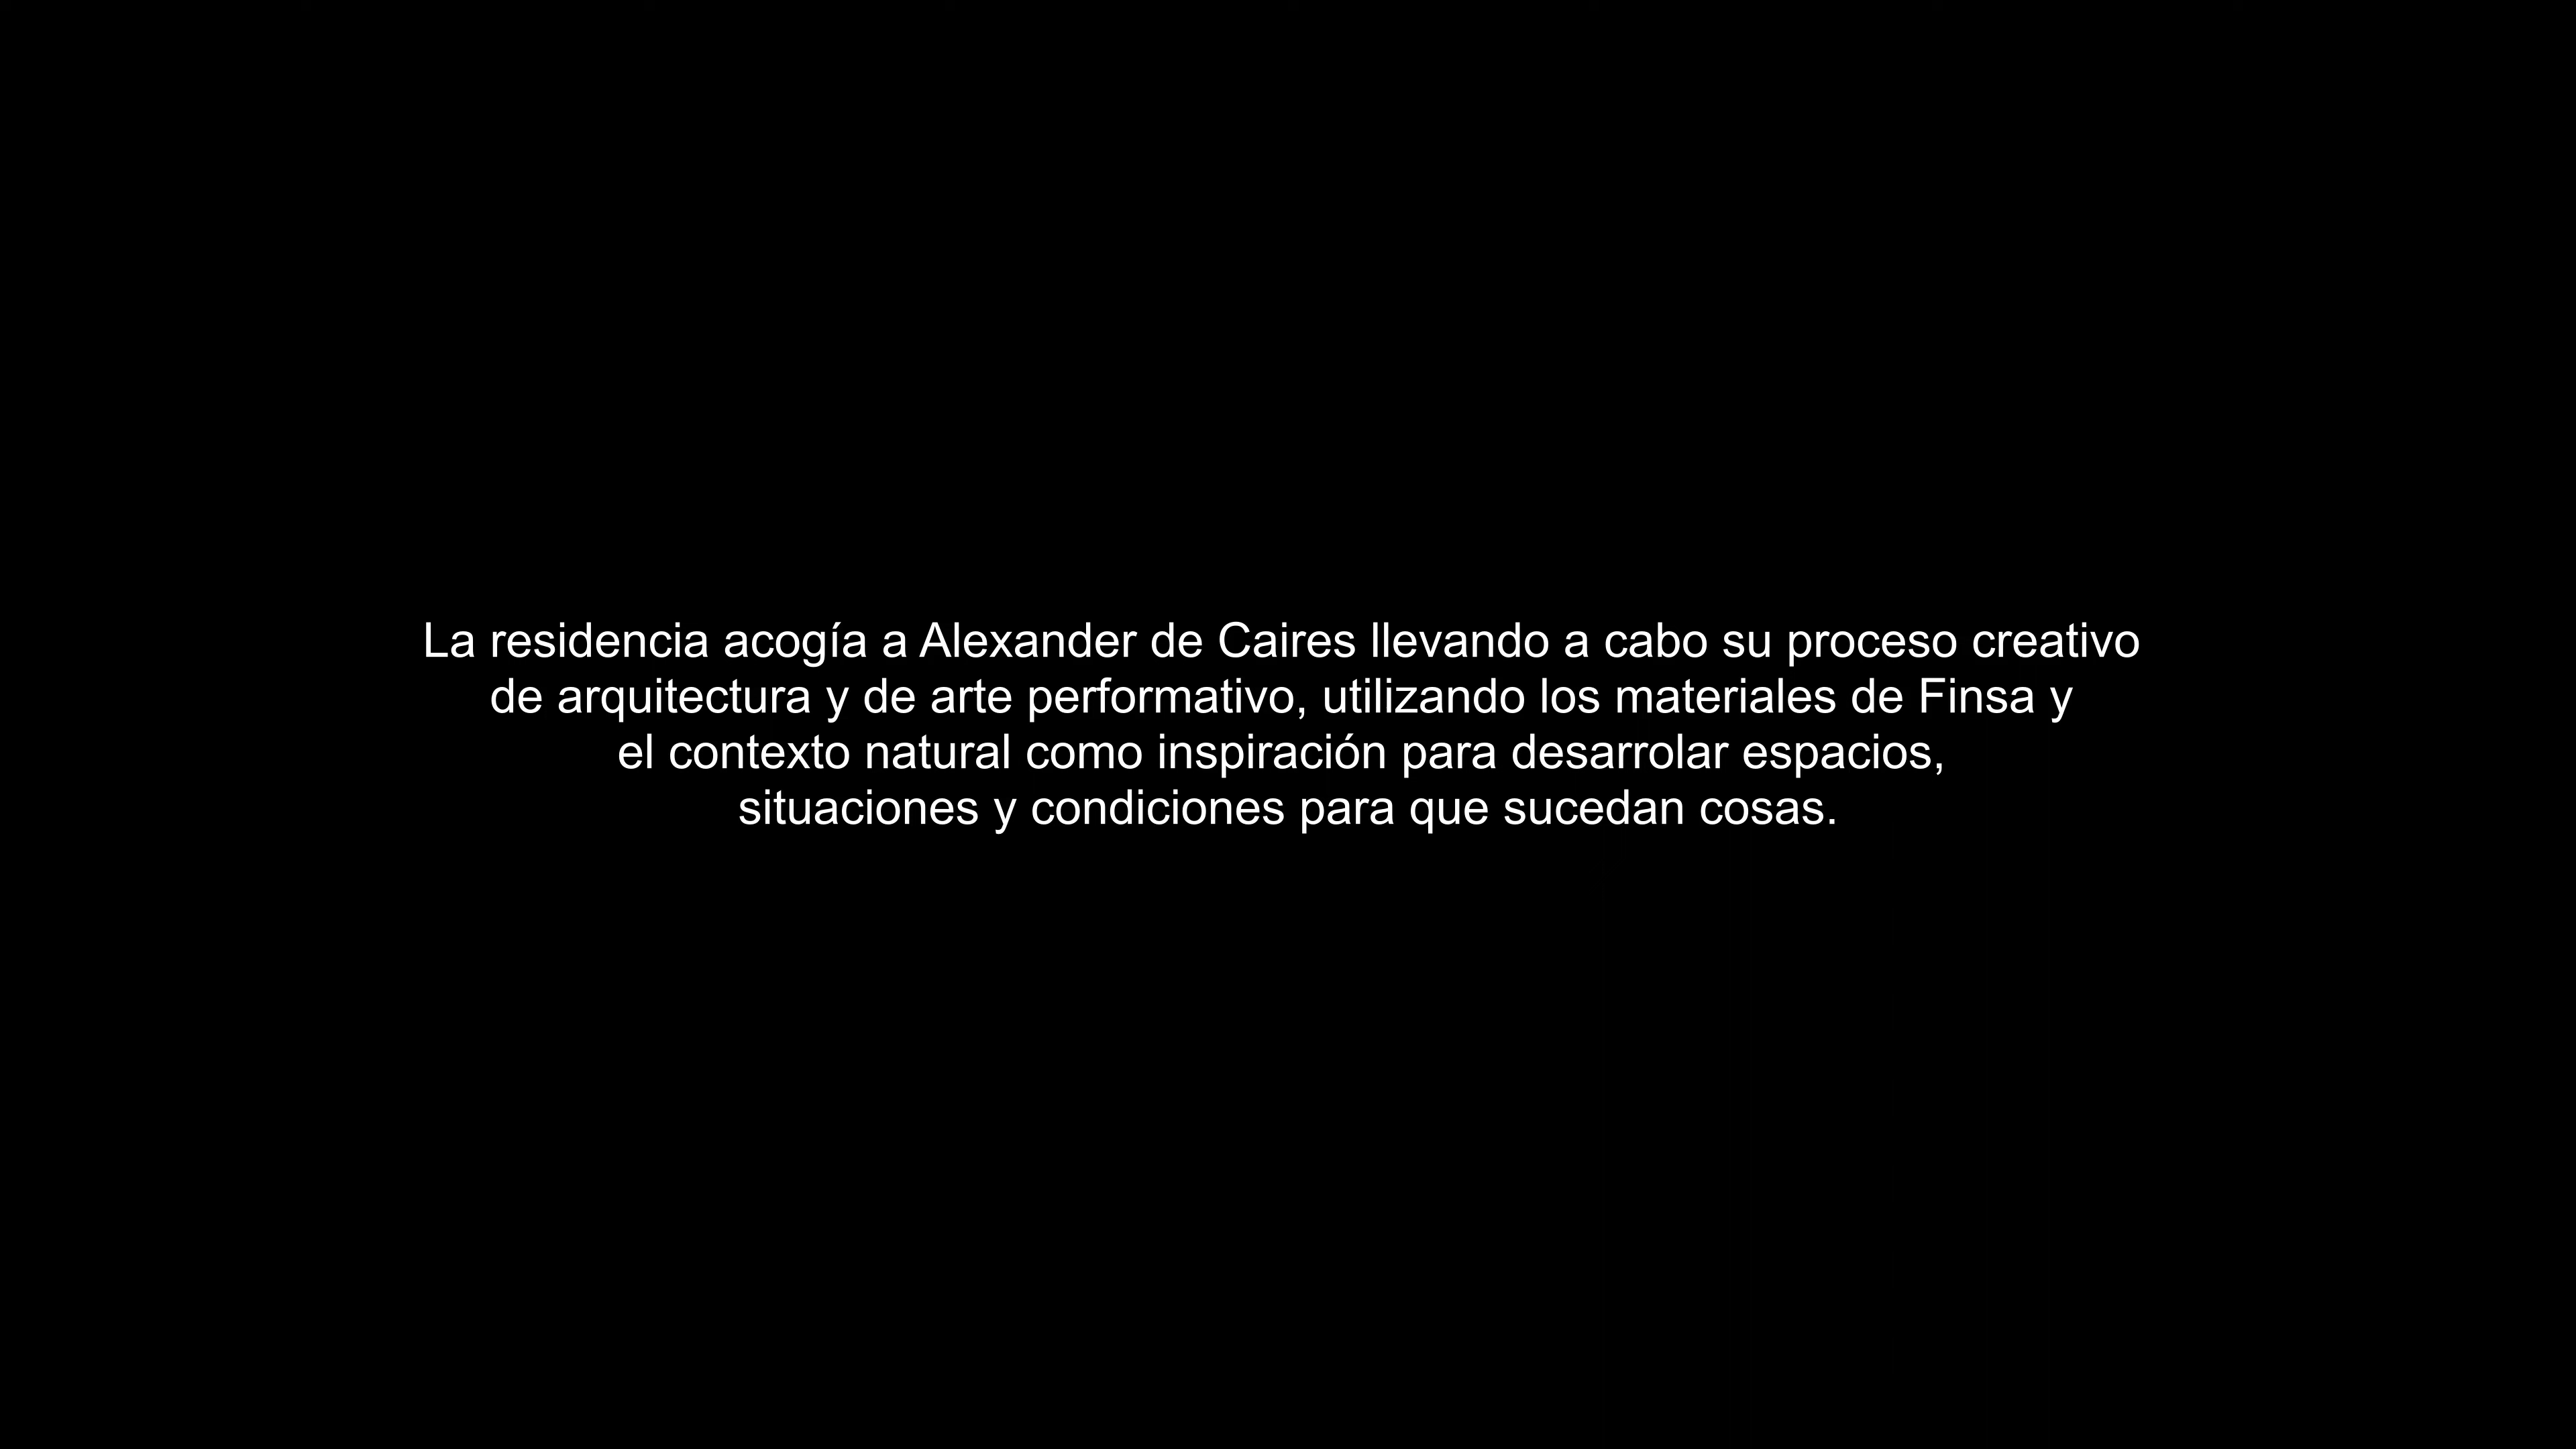 La residencia acogía a Alexander de Caires llevando a cabo su proceso creativo
de arquitectura y de arte performativo, utilizando los materiales de Finsa y
el contexto natural como inspiración para desarrolar espacios,
situaciones y condiciones para que sucedan cosas.